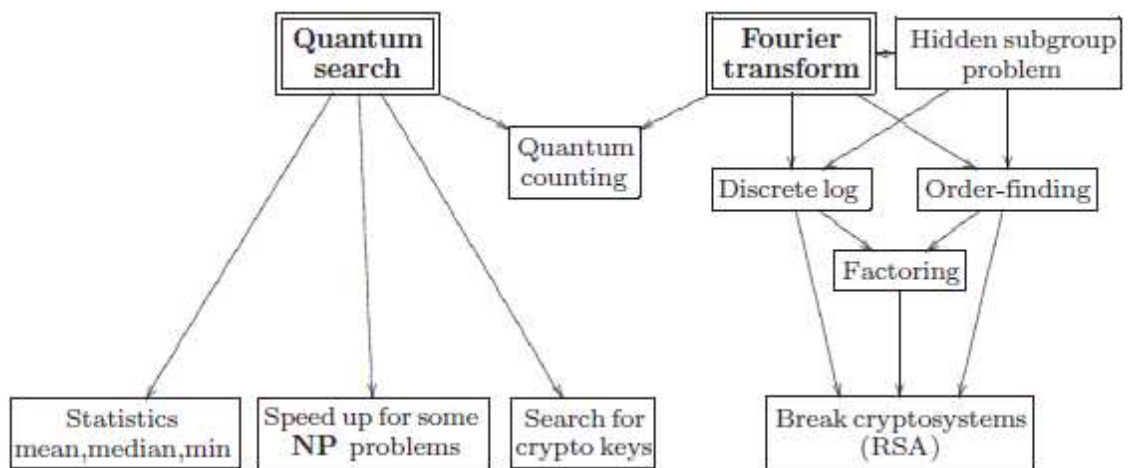 Quantum
search
Fourier
transform
Hidden subgroup
problem
Quantum
counting
Discrete log
Order-finding
Factoring
Statistics
mean,median,min
Speed up for some
NP problems
Search for
crypto keys
Break cryptosystems
(RSA)